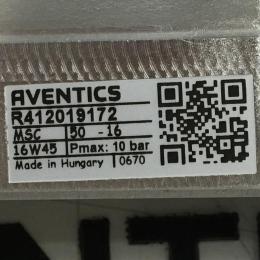 AVENTICS
R412019172
MSC 50 -16
16W45 Pmax: 10 bar
Made in Hungary 0670